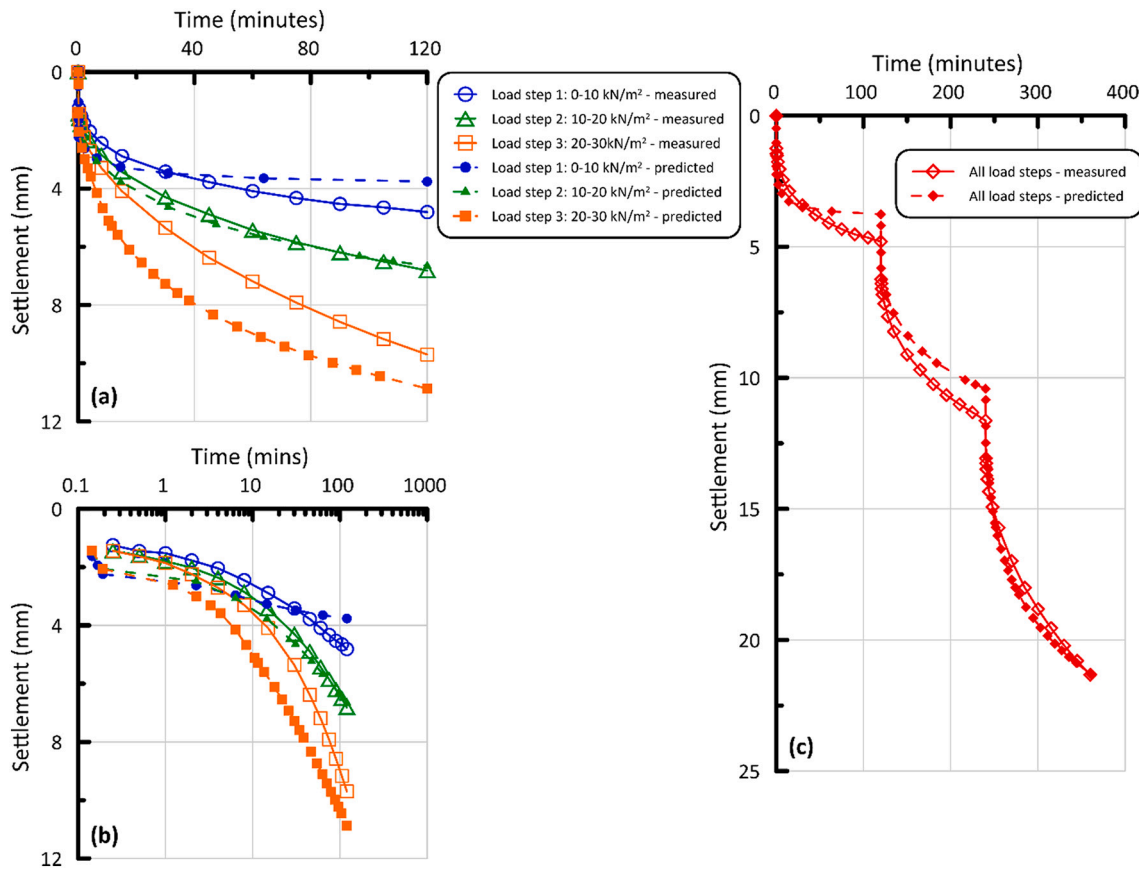 Time (minutes)
0 40 80 120
0
4
8
12
Settlement (mm)
(a)
Load step 1: 0-10 kN/m² - measured
Load step 2: 10-20 kN/m² - measured
Load step 3: 20-30kN/m² - measured
Load step 1: 0-10 kN/m² - predicted
Load step 2: 10-20 kN/m² - predicted
Load step 3: 20-30 kN/m² - predicted
Time (mins)
0.1 1 10 100 1000
0
4
8
12
Settlement (mm)
(b)
Time (minutes)
0 100 200 300 400
0
5
10
15
20
25
Settlement (mm)
All load steps - measured
All load steps - predicted
(c)